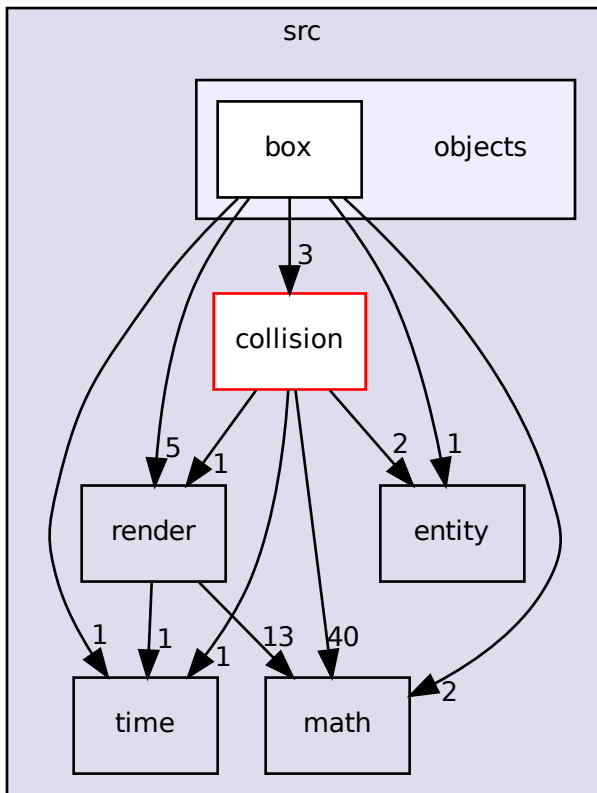 src
box
objects
3
collision
5
1
2
1
render
entity
1
1
13
1
40
2
time
math